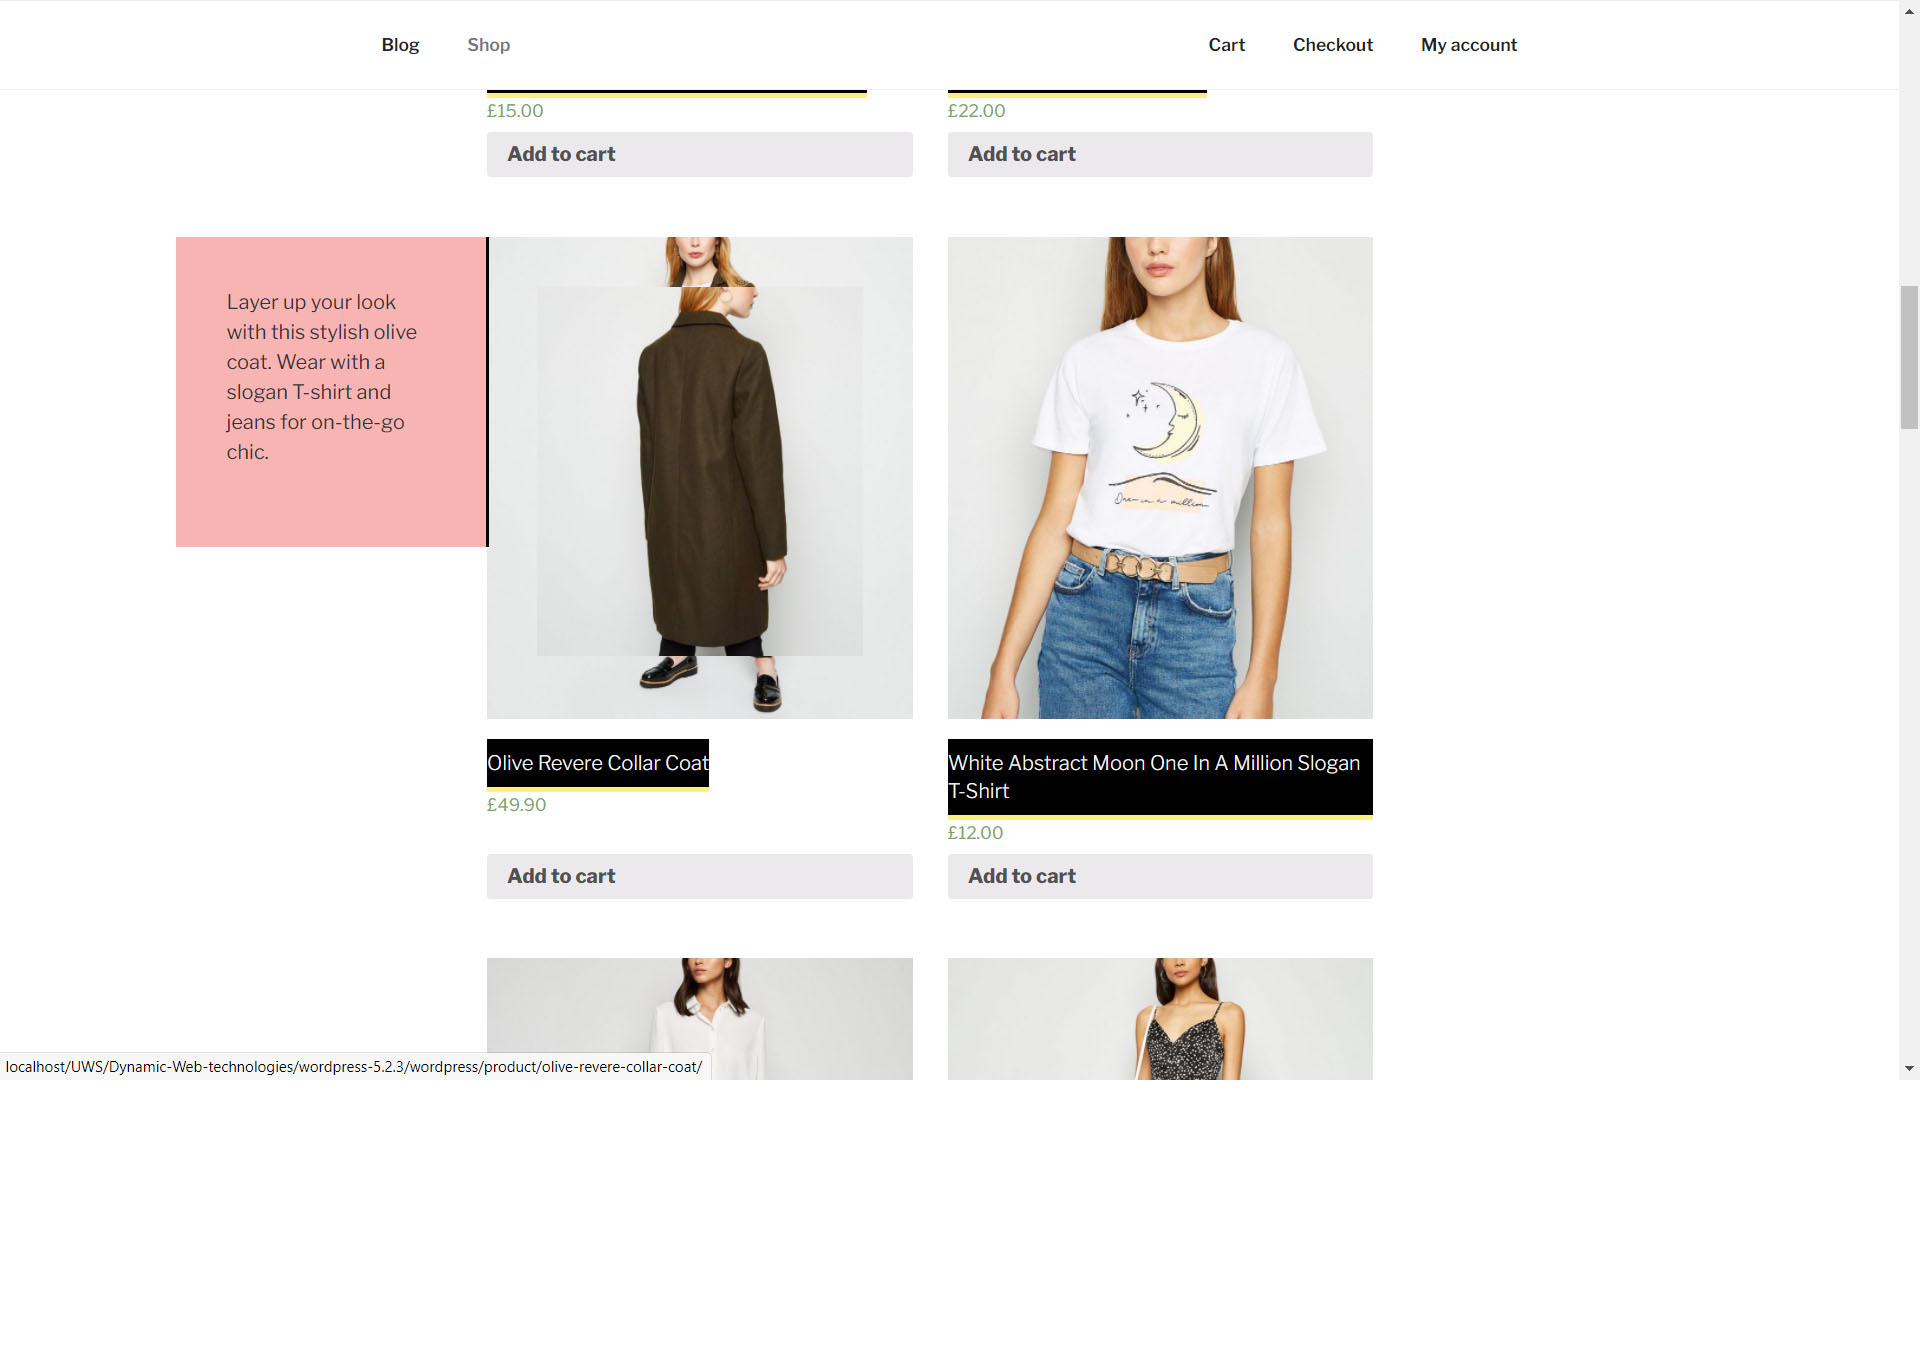 Blog Shop Cart Checkout My account
£15.00 £22.00
Add to cart Add to cart
Layer up your look
with this stylish olive
coat. Wear with a
slogan T-shirt and
jeans for on-the-go
chic.
One in a million
Olive Revere Collar Coat
£49.90
Add to cart
White Abstract Moon One In A Million Slogan
T-Shirt
£12.00
Add to cart
localhost/UWS/Dynamic-Web-technologies/wordpress-5.2.3/wordpress/product/olive-revere-collar-coat/